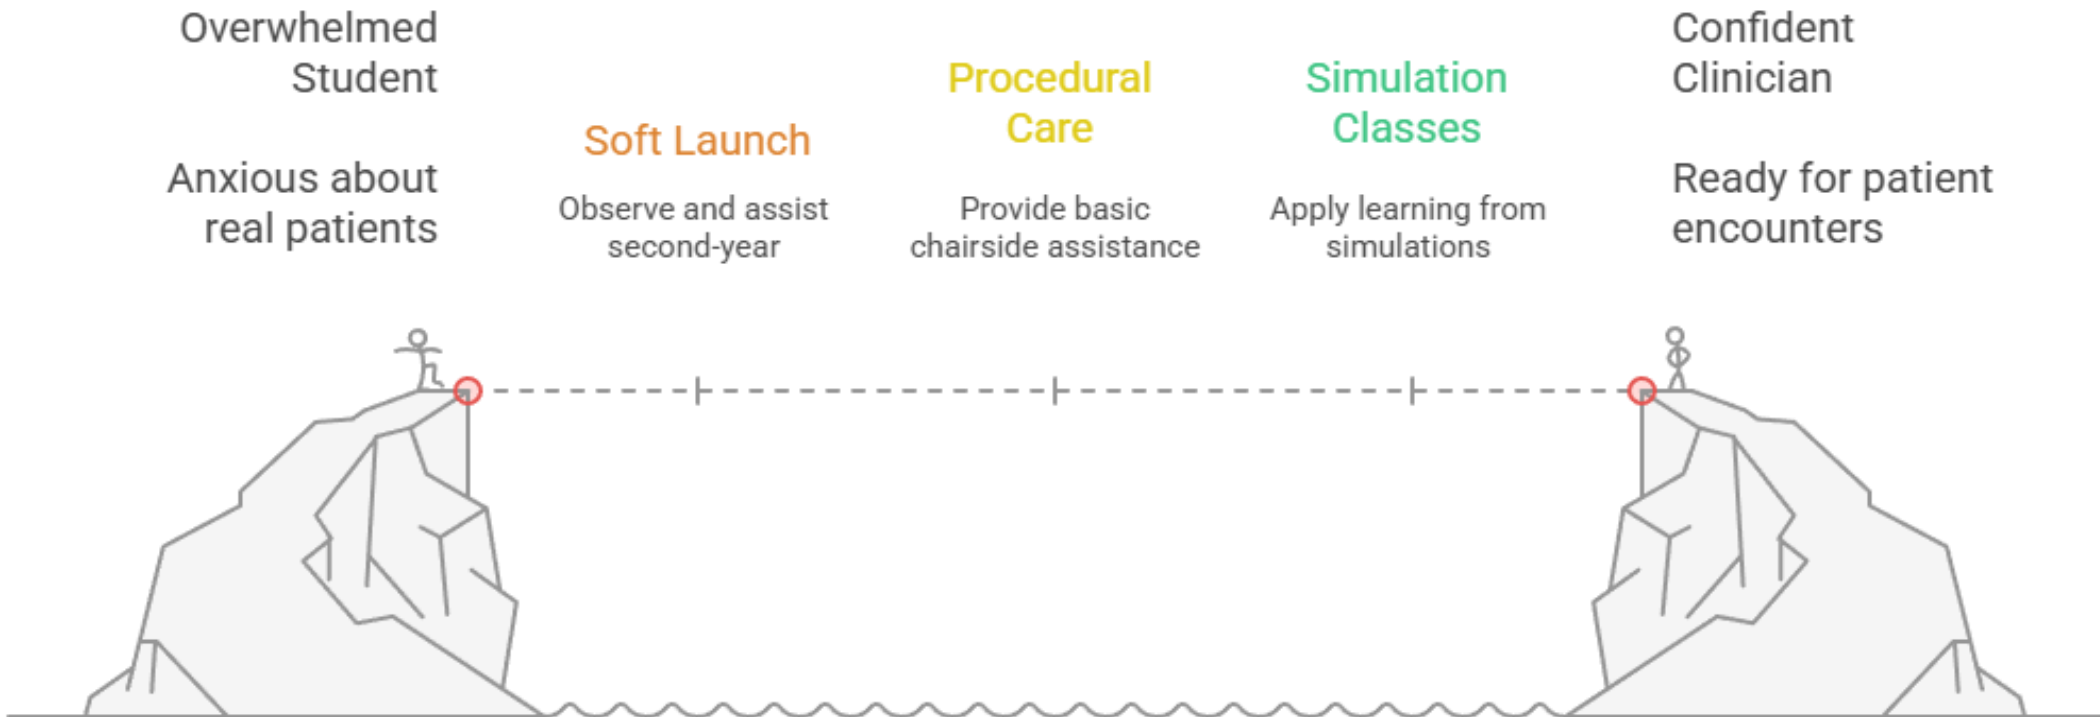 Overwhelmed
Student
Anxious about
real patients
Soft Launch
Observe and assist
second-year
Procedural
Care
Provide basic
chairside assistance
Simulation
Classes
Apply learning from
simulations
Confident
Clinician
Ready for patient
encounters